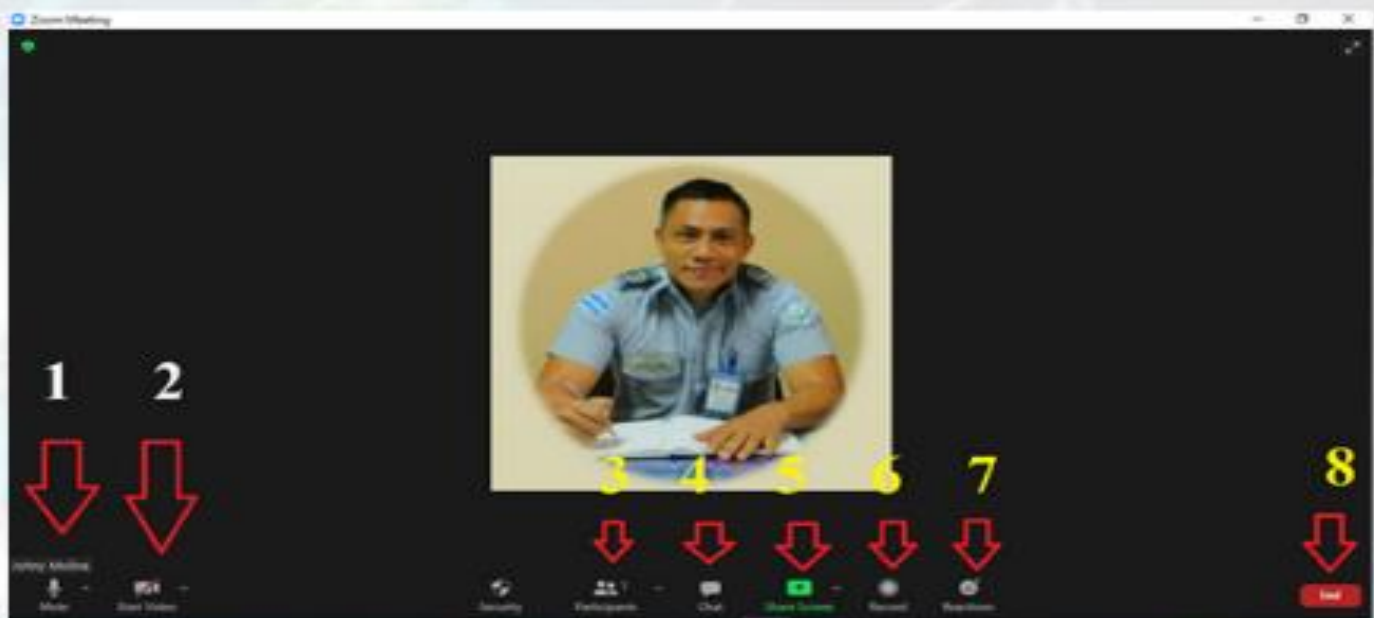 Zoom Meeting
1 2
3 4 5 6 7 8
Mute Start Video Security Participants 1 Chat Share Screen Record Reactions End